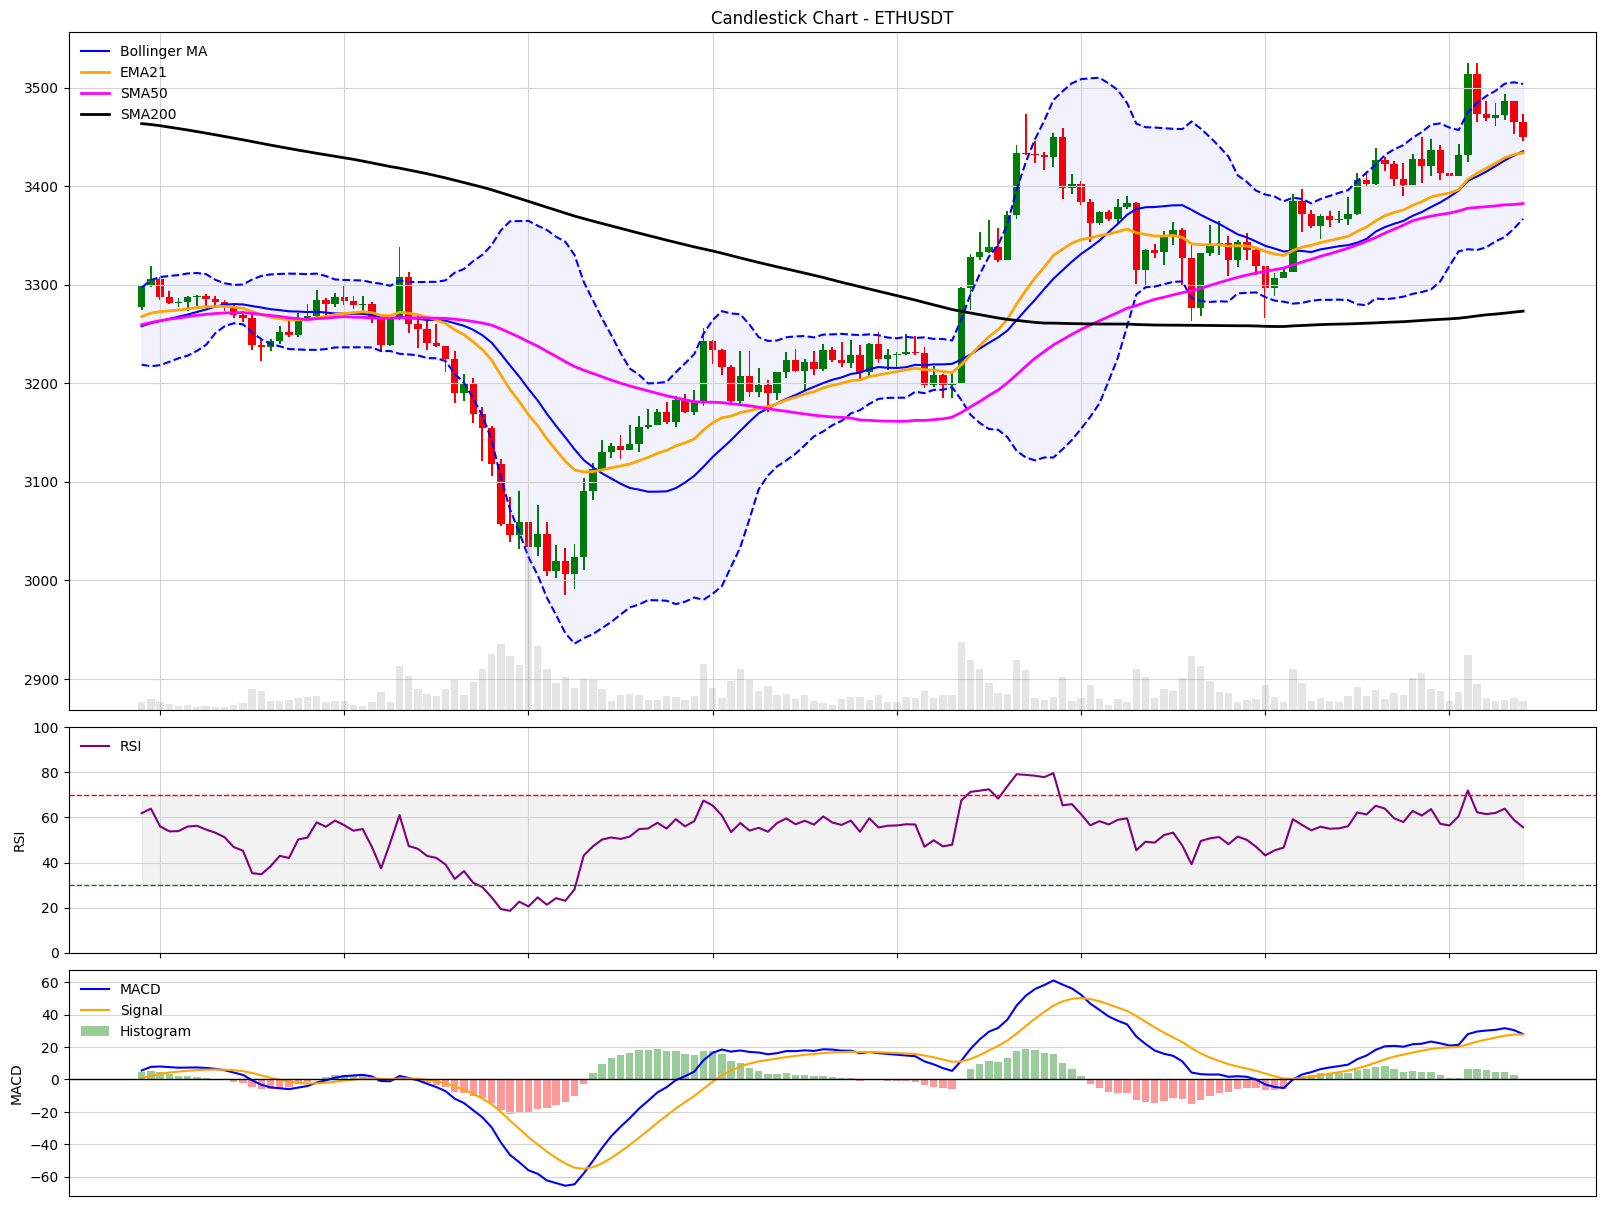 Candlestick Chart - ETHUSDT
Bollinger MA
EMA21
SMA50
SMA200
3500
3400
3300
3200
3100
3000
2900
RSI
100
80
60
40
20
0
RSI
MACD
Signal
Histogram
60
40
20
0
−20
−40
−60
MACD